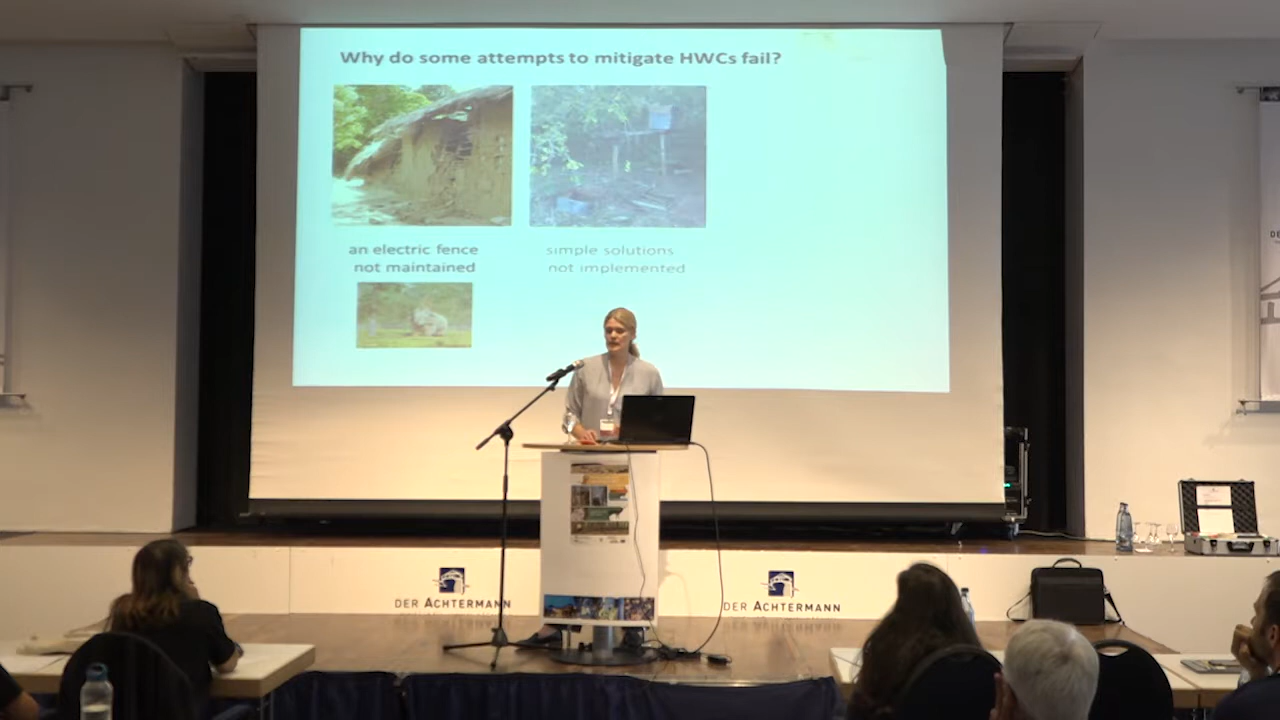 Why do some attempts to mitigate HWCs fail?
an electric fence
not maintained
simple solutions
not implemented
DER ACHTERMANN
DER ACHTERMANN